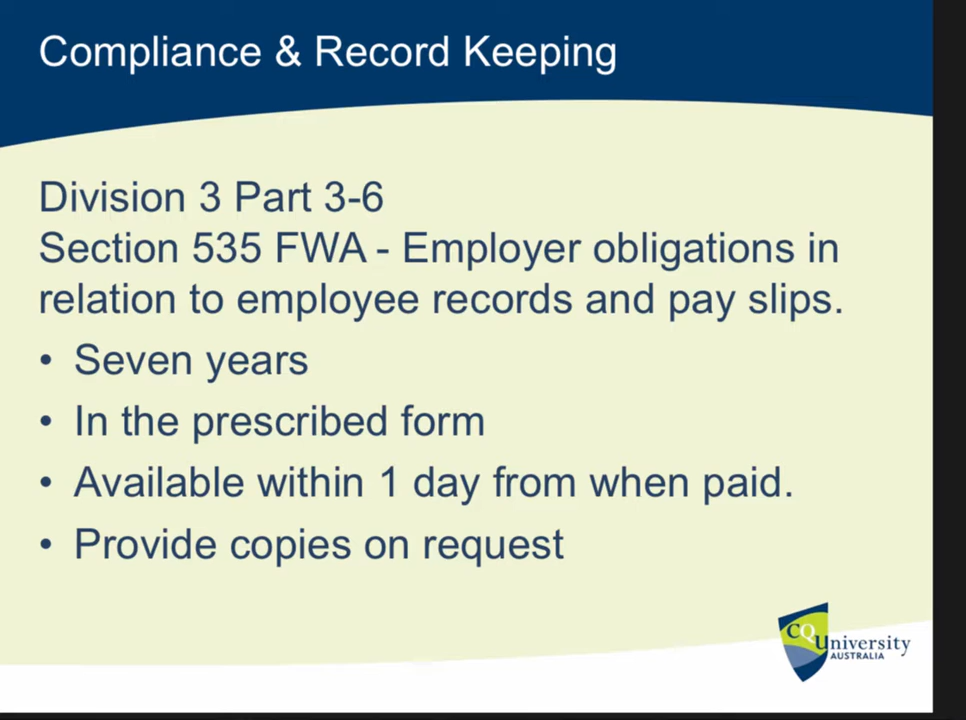 Compliance & Record Keeping
Division 3 Part 3-6
Section 535 FWA - Employer obligations in
relation to employee records and pay slips.
• Seven years
• In the prescribed form
• Available within 1 day from when paid.
• Provide copies on request
CQUniversity
AUSTRALIA